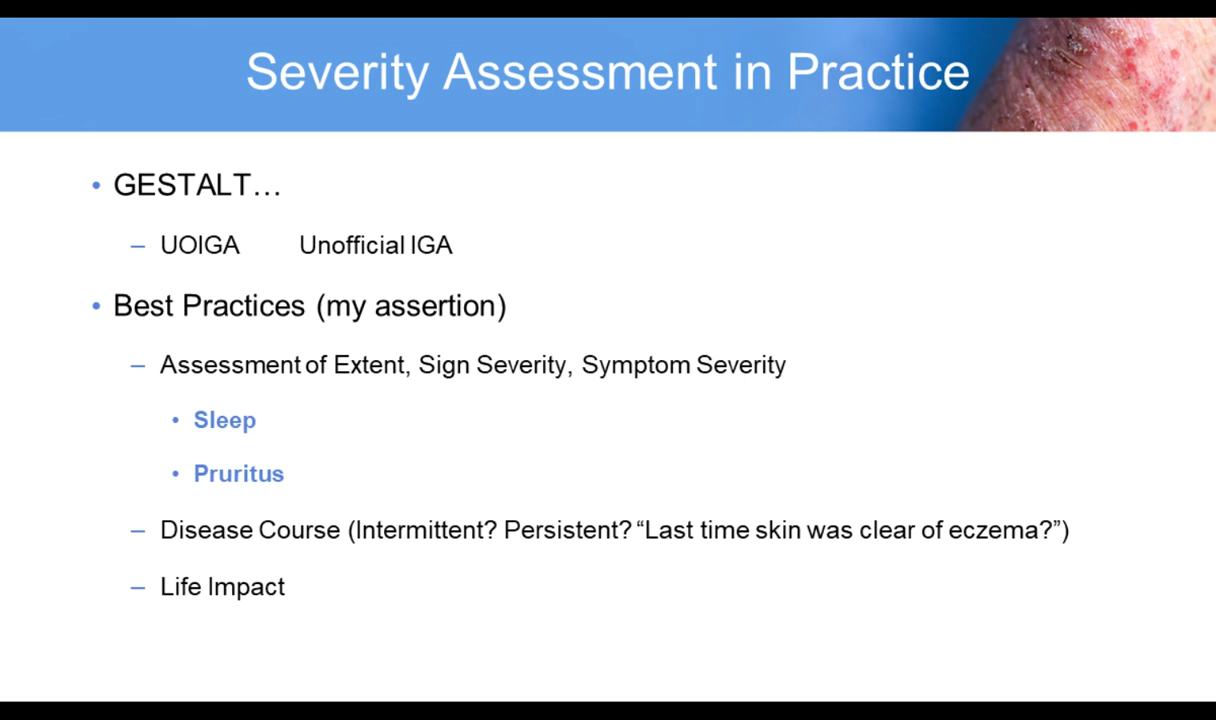 Severity Assessment in Practice
• GESTALT…
– UOIGA Unofficial IGA
• Best Practices (my assertion)
– Assessment of Extent, Sign Severity, Symptom Severity
• Sleep
• Pruritus
– Disease Course (Intermittent? Persistent? “Last time skin was clear of eczema?”)
– Life Impact